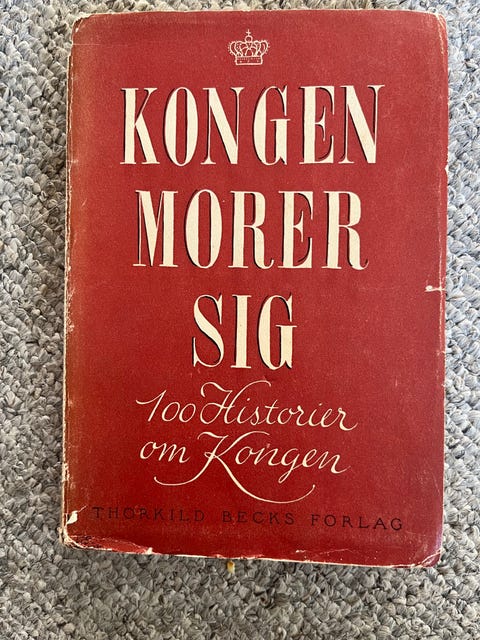 KONGEN
MORER
SIG
100 Historier
om Kongen
THORKILD BECKS FORLAG